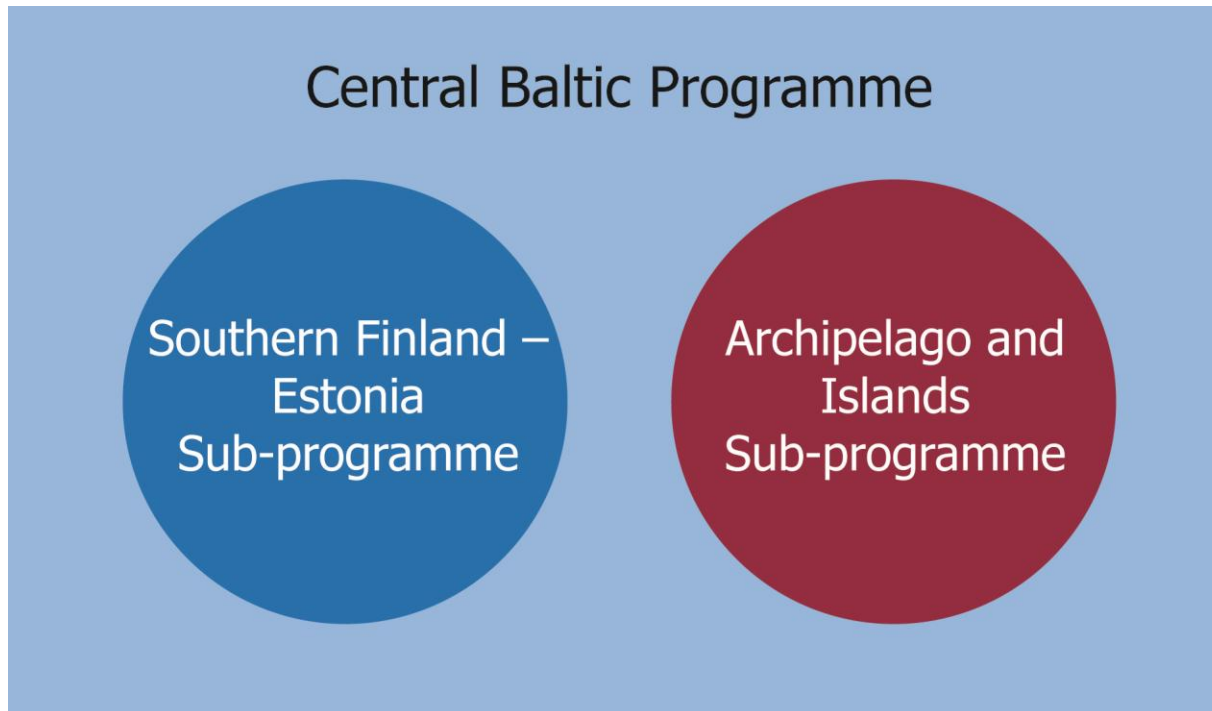 Central Baltic Programme
Southern Finland –
Estonia
Sub-programme
Archipelago and
Islands
Sub-programme